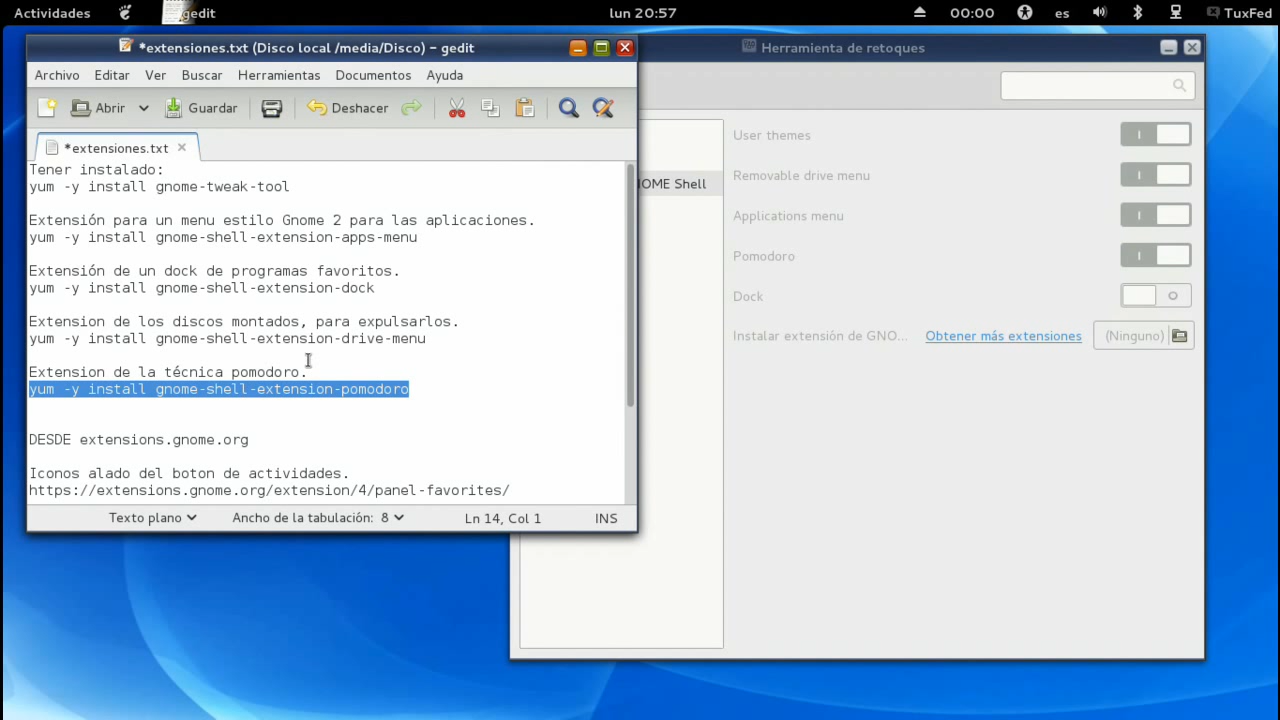 Actividades
gedit
lun 20:57
00:00
es
TuxFed
*extensiones.txt (Disco local /media/Disco) – gedit
Archivo Editar Ver Buscar Herramientas Documentos Ayuda
Abrir Guardar Deshacer
*extensiones.txt
Tener instalado:
yum -y install gnome-tweak-tool
Extensión para un menu estilo Gnome 2 para las aplicaciones.
yum -y install gnome-shell-extension-apps-menu
Extensión de un dock de programas favoritos.
yum -y install gnome-shell-extension-dock
Extension de los discos montados, para expulsarlos.
yum -y install gnome-shell-extension-drive-menu
Extension de la técnica pomodoro.
yum -y install gnome-shell-extension-pomodoro
DESDE extensions.gnome.org
Iconos alado del boton de actividades.
https://extensions.gnome.org/extension/4/panel-favorites/
Texto plano Ancho de la tabulación: 8 Ln 14, Col 1 INS
Herramienta de retoques
OME Shell
User themes
Removable drive menu
Applications menu
Pomodoro
Dock
Instalar extensión de GNO... Obtener más extensiones (Ninguno)